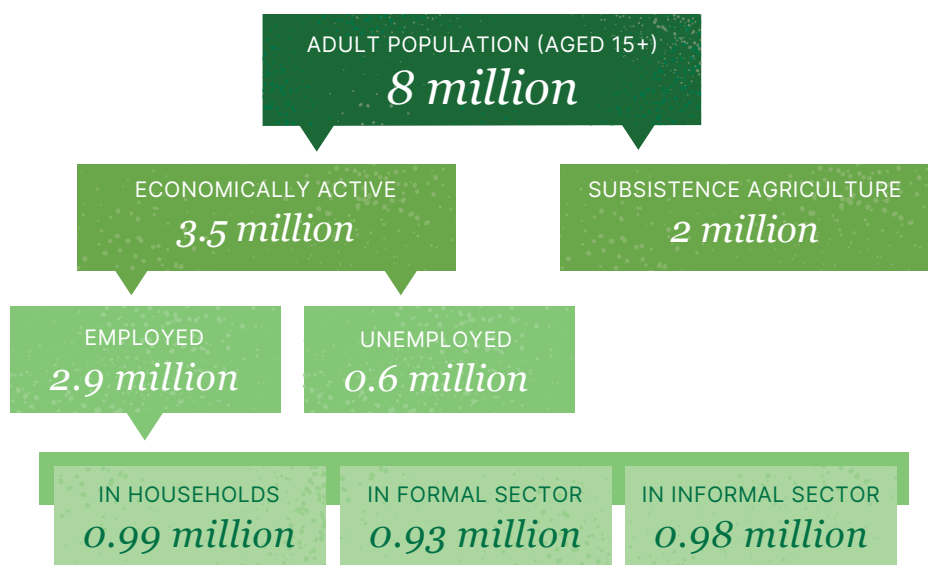 ADULT POPULATION (AGED 15+)
8 million
ECONOMICALLY ACTIVE
3.5 million
SUBSISTENCE AGRICULTURE
2 million
EMPLOYED
2.9 million
UNEMPLOYED
0.6 million
IN HOUSEHOLDS
0.99 million
IN FORMAL SECTOR
0.93 million
IN INFORMAL SECTOR
0.98 million